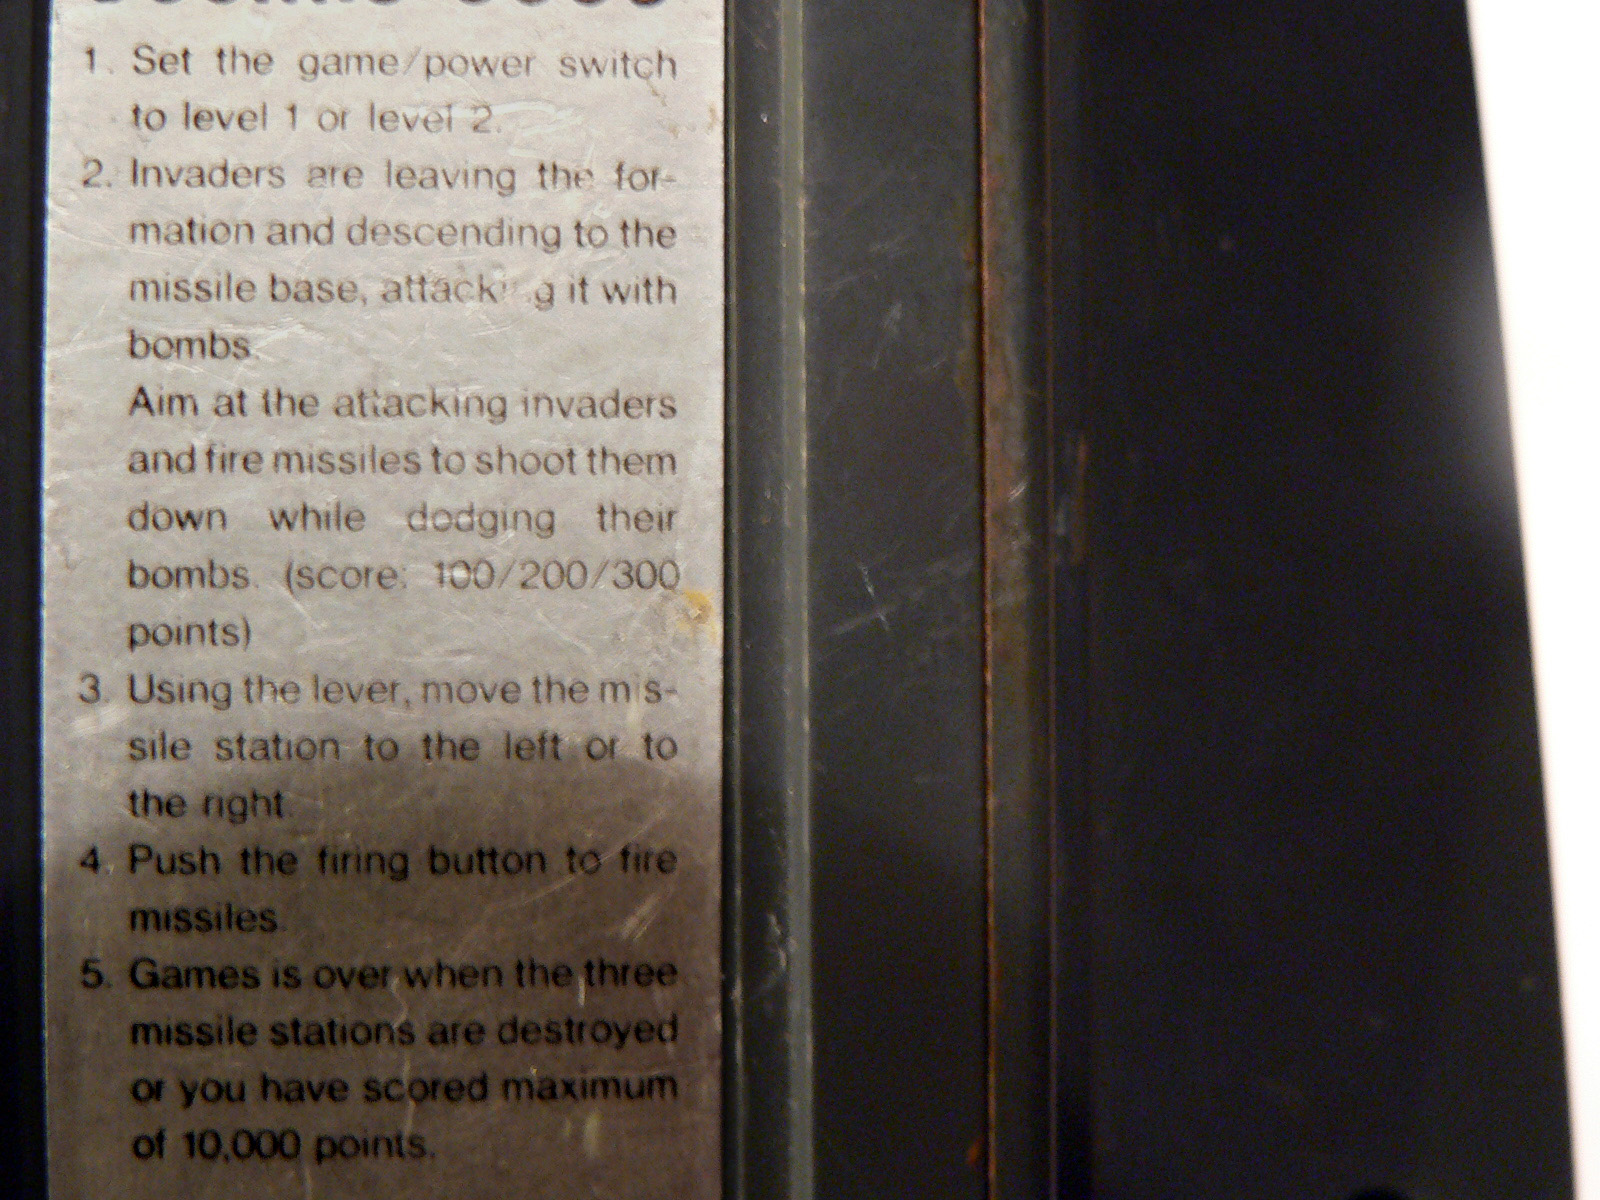 1. Set the game/power switch
to level 1 or level 2.
2. Invaders are leaving the for-
mation and descending to the
missile base, attacking it with
bombs.
Aim at the attacking invaders
and fire missiles to shoot them
down while dodging their
bombs. (score: 100/200/300
points)
3. Using the lever, move the mis-
sile station to the left or to
the right.
4. Push the firing button to fire
missiles.
5. Games is over when the three
missile stations are destroyed
or you have scored maximum
of 10,000 points.